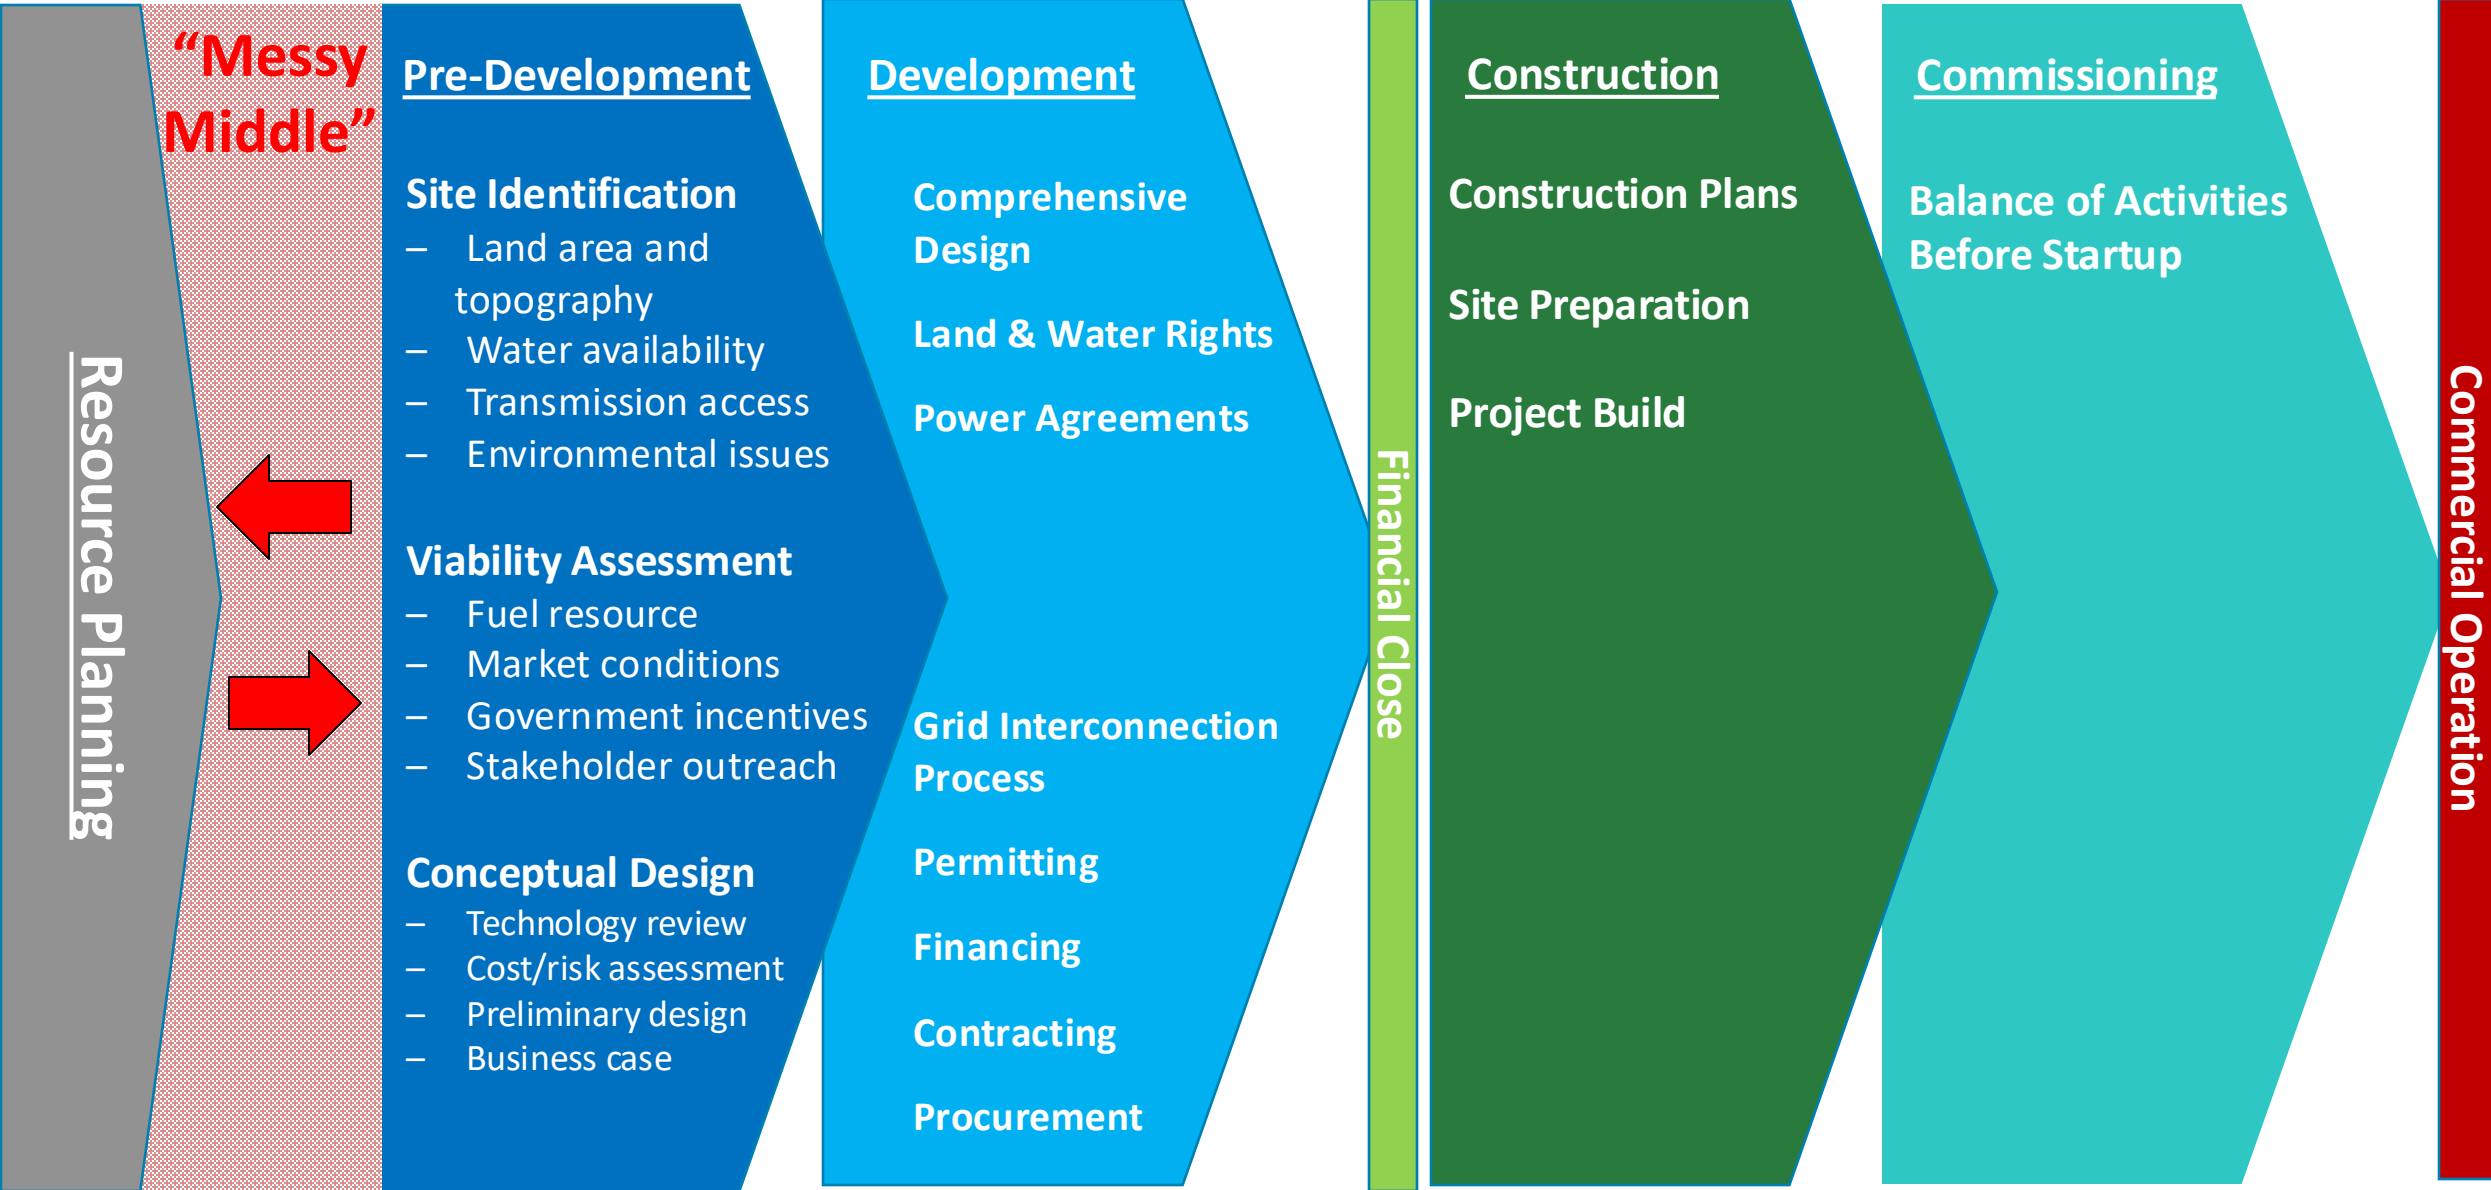 Resource Planning
“Messy
Middle”
Pre-Development
Site Identification
– Land area and
topography
– Water availability
– Transmission access
– Environmental issues
Viability Assessment
– Fuel resource
– Market conditions
– Government incentives
– Stakeholder outreach
Conceptual Design
– Technology review
– Cost/risk assessment
– Preliminary design
– Business case
Development
Comprehensive
Design
Land & Water Rights
Power Agreements
Grid Interconnection
Process
Permitting
Financing
Contracting
Procurement
Financial Close
Construction
Construction Plans
Site Preparation
Project Build
Commissioning
Balance of Activities
Before Startup
Commercial Operation